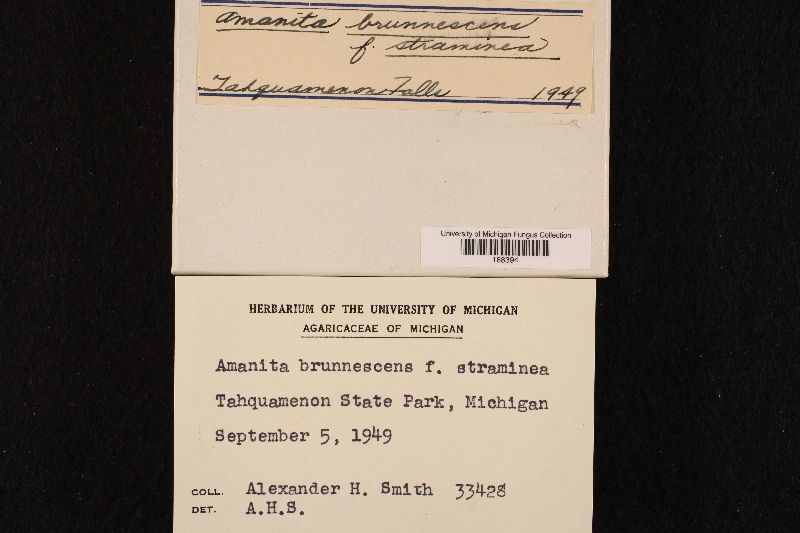 Amanita brunnescens
f. straminea
Tahquamenon Falls 1949
University of Michigan Fungus Collection
188394
HERBARIUM OF THE UNIVERSITY OF MICHIGAN
AGARICACEAE OF MICHIGAN
Amanita brunnescens f. straminea
Tahquamenon State Park, Michigan
September 5, 1949
COLL. Alexander H. Smith 33428
DET. A.H.S.